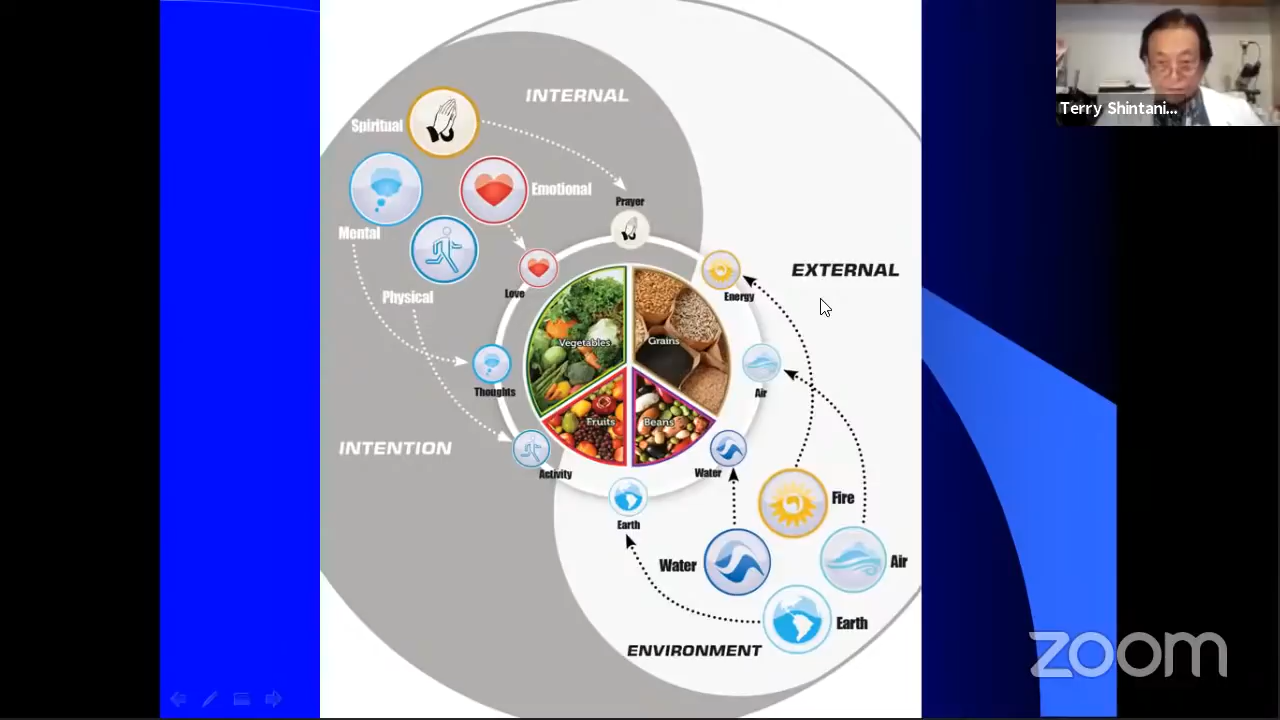 INTERNAL
Spiritual
Emotional
Mental
Physical
Prayer
Love
Energy
EXTERNAL
Vegetables
Grains
Thoughts
Air
Fruits
Beans
INTENTION
Activity
Water
Earth
Fire
Water
Air
Earth
ENVIRONMENT
Terry Shintani...
zoom